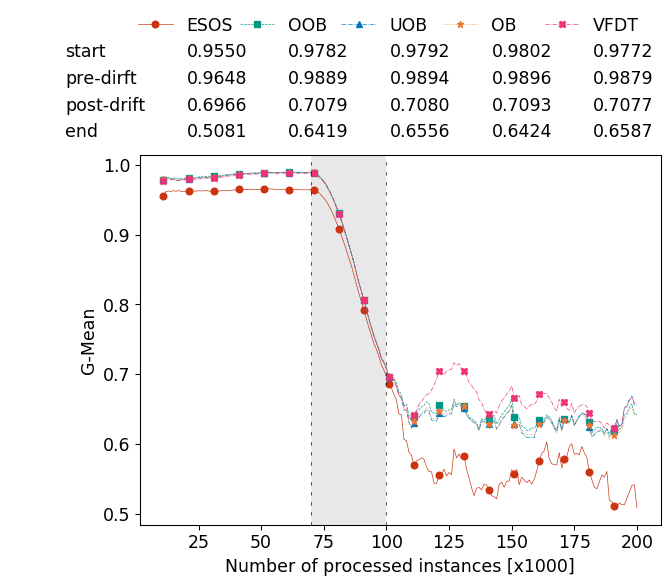 ESOS OOB UOB OB VFDT
start 0.9550 0.9782 0.9792 0.9802 0.9772
pre-dirft 0.9648 0.9889 0.9894 0.9896 0.9879
post-drift 0.6966 0.7079 0.7080 0.7093 0.7077
end 0.5081 0.6419 0.6556 0.6424 0.6587
1.0
0.9
0.8
0.7
0.6
0.5
G-Mean
25 50 75 100 125 150 175 200
Number of processed instances [x1000]